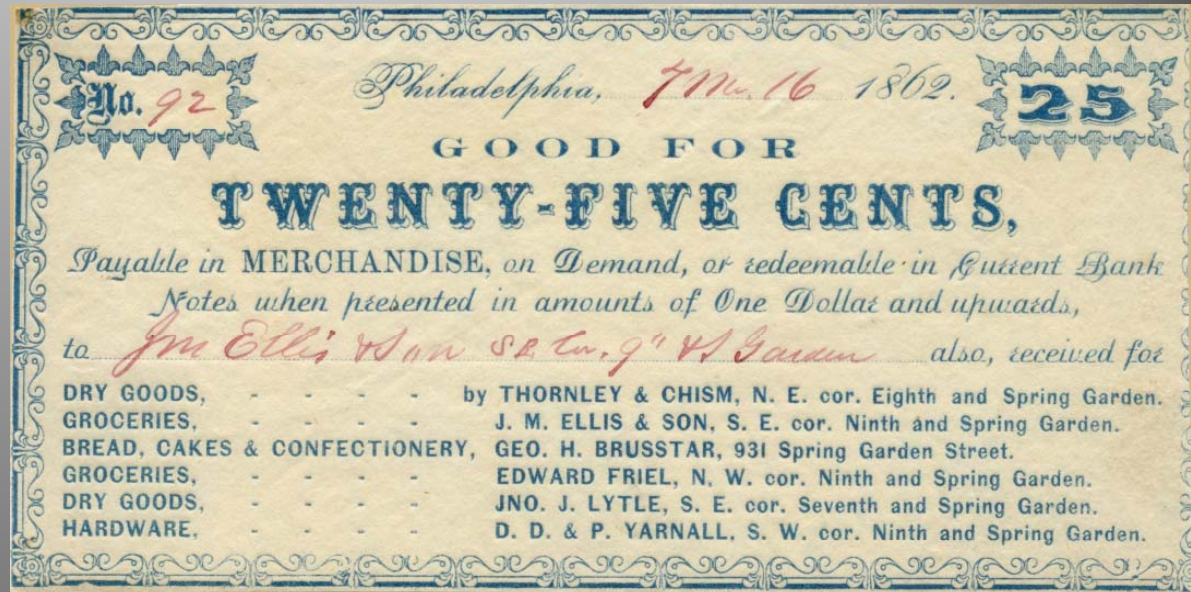 No. 92
Philadelphia, 7 Mo. 16 1862.
25
GOOD FOR
TWENTY-FIVE CENTS,
Payable in MERCHANDISE, on Demand, or redeemable in Current Bank
Notes when presented in amounts of One Dollar and upwards,
to Jm Ellis & Son S E Cor. 9" & S Garden also, received for
DRY GOODS, - - - - by THORNLEY & CHISM, N. E. cor. Eighth and Spring Garden.
GROCERIES, - - - - J. M. ELLIS & SON, S. E. cor. Ninth and Spring Garden.
BREAD, CAKES & CONFECTIONERY, GEO. H. BRUSSTAR, 931 Spring Garden Street.
GROCERIES, - - - - EDWARD FRIEL, N. W. cor. Ninth and Spring Garden.
DRY GOODS, - - - - JNO. J. LYTLE, S. E. cor. Seventh and Spring Garden.
HARDWARE, - - - - D. D. & P. YARNALL, S. W. cor. Ninth and Spring Garden.